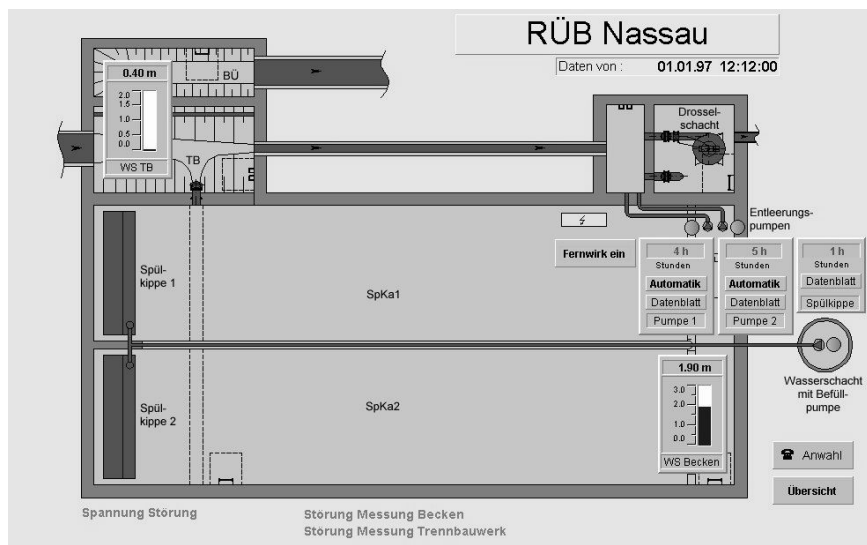 RÜB Nassau
Daten von : 01.01.97 12:12:00
0.40 m
2.0
1.5
1.0
0.5
0.0
WS TB
BÜ
TB
Drossel-
schacht
Entleerungs-
pumpen
Fernwirk ein
4 h
Stunden
Automatik
Datenblatt
Pumpe 1
5 h
Stunden
Automatik
Datenblatt
Pumpe 2
1 h
Stunden
Datenblatt
Spülkippe
Spül-
kippe 1
SpKa1
Spül-
kippe 2
SpKa2
1.90 m
3.0
2.0
1.0
0.0
WS Becken
Wasserschacht
mit Befüll-
pumpe
Anwahl
Übersicht
Spannung Störung
Störung Messung Becken
Störung Messung Trennbauwerk